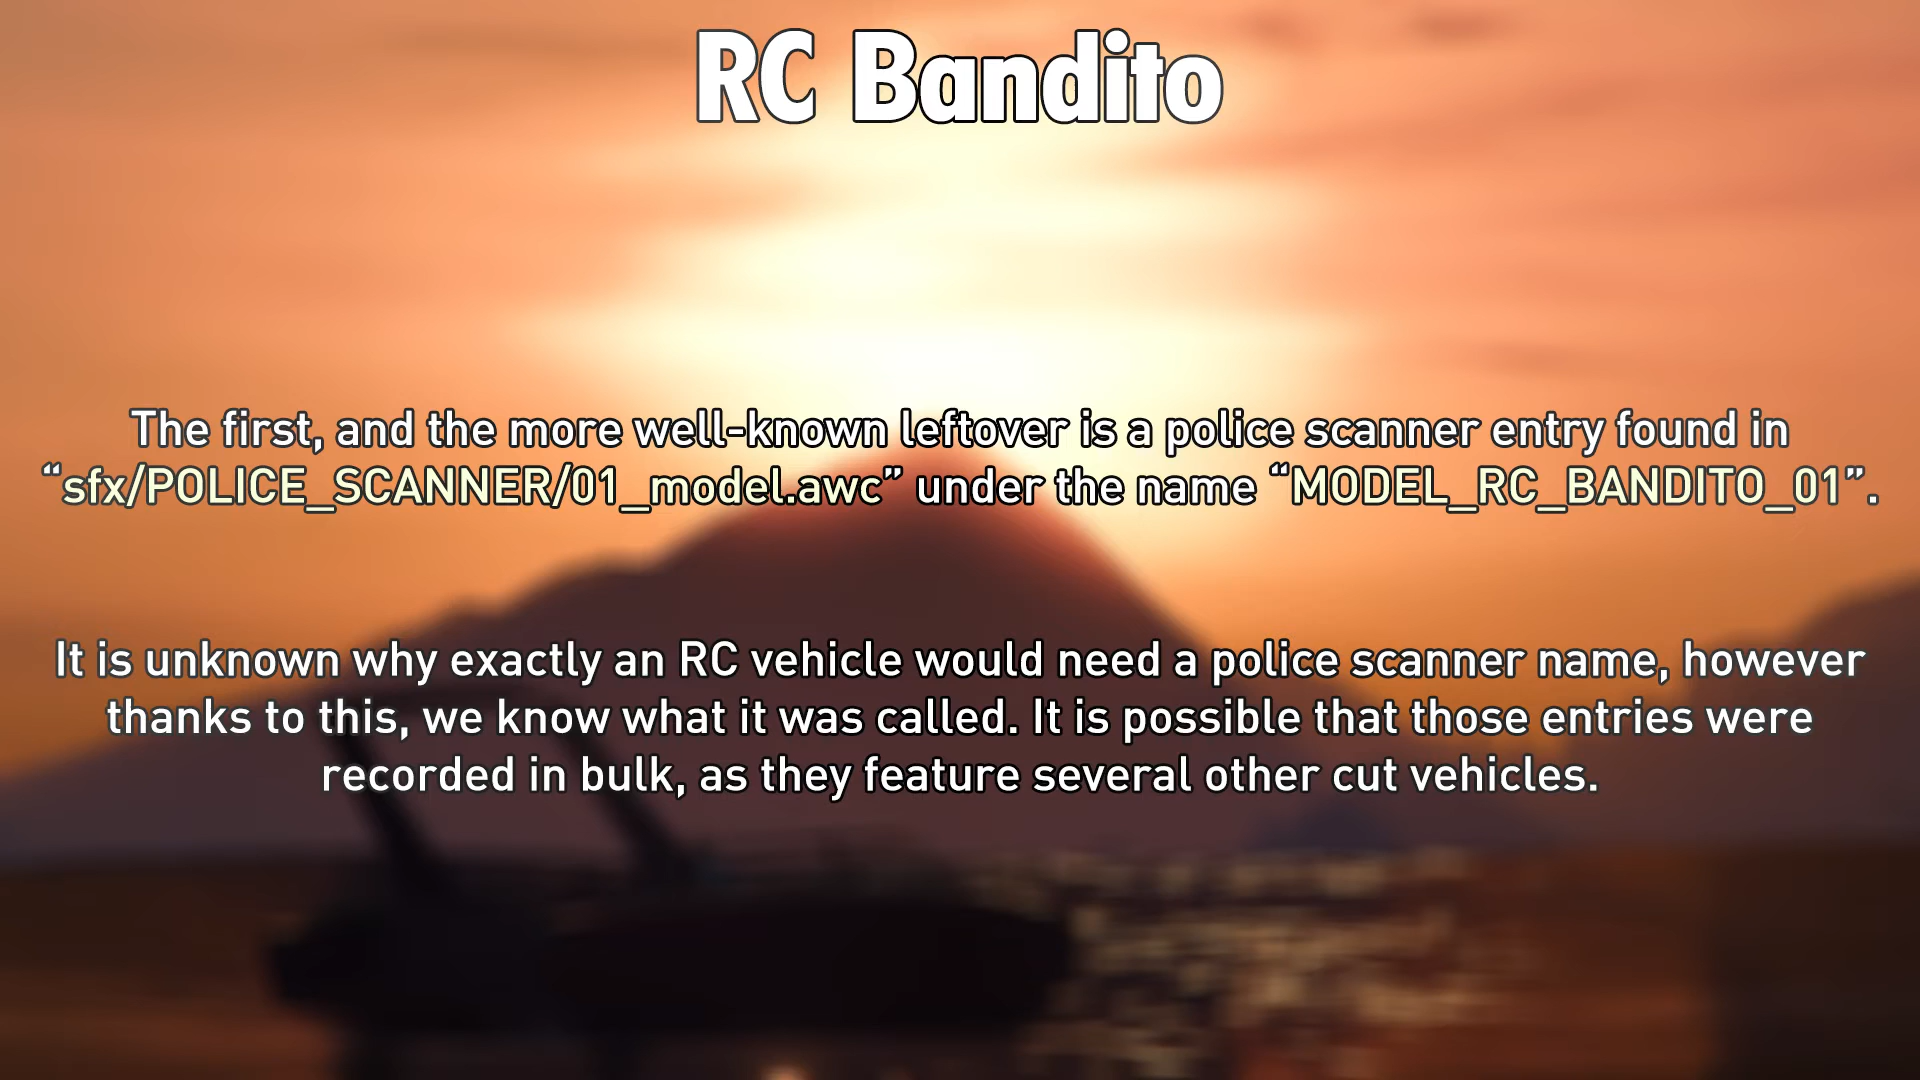 RC Bandito
The first, and the more well-known leftover is a police scanner entry found in
“sfx/POLICE_SCANNER/01_model.awc” under the name “MODEL_RC_BANDITO_01”.
It is unknown why exactly an RC vehicle would need a police scanner name, however
thanks to this, we know what it was called. It is possible that those entries were
recorded in bulk, as they feature several other cut vehicles.